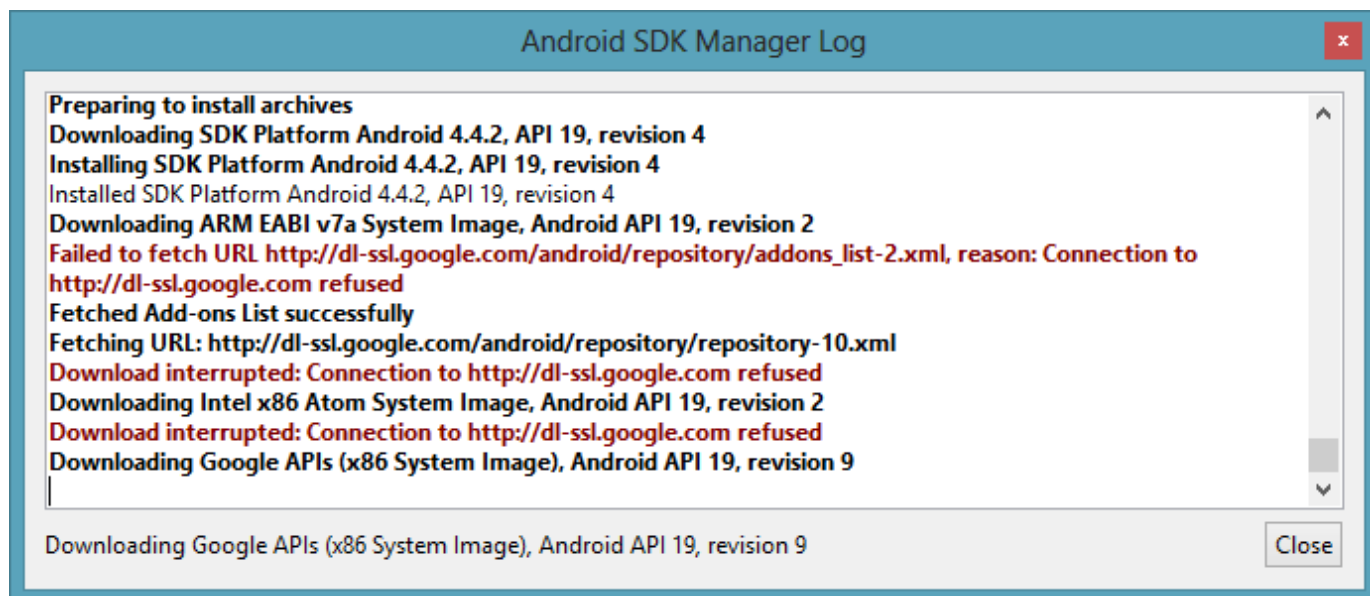 Android SDK Manager Log
x
Preparing to install archives
Downloading SDK Platform Android 4.4.2, API 19, revision 4
Installing SDK Platform Android 4.4.2, API 19, revision 4
Installed SDK Platform Android 4.4.2, API 19, revision 4
Downloading ARM EABI v7a System Image, Android API 19, revision 2
Failed to fetch URL http://dl-ssl.google.com/android/repository/addons_list-2.xml, reason: Connection to
http://dl-ssl.google.com refused
Fetched Add-ons List successfully
Fetching URL: http://dl-ssl.google.com/android/repository/repository-10.xml
Download interrupted: Connection to http://dl-ssl.google.com refused
Downloading Intel x86 Atom System Image, Android API 19, revision 2
Download interrupted: Connection to http://dl-ssl.google.com refused
Downloading Google APIs (x86 System Image), Android API 19, revision 9
Downloading Google APIs (x86 System Image), Android API 19, revision 9
Close